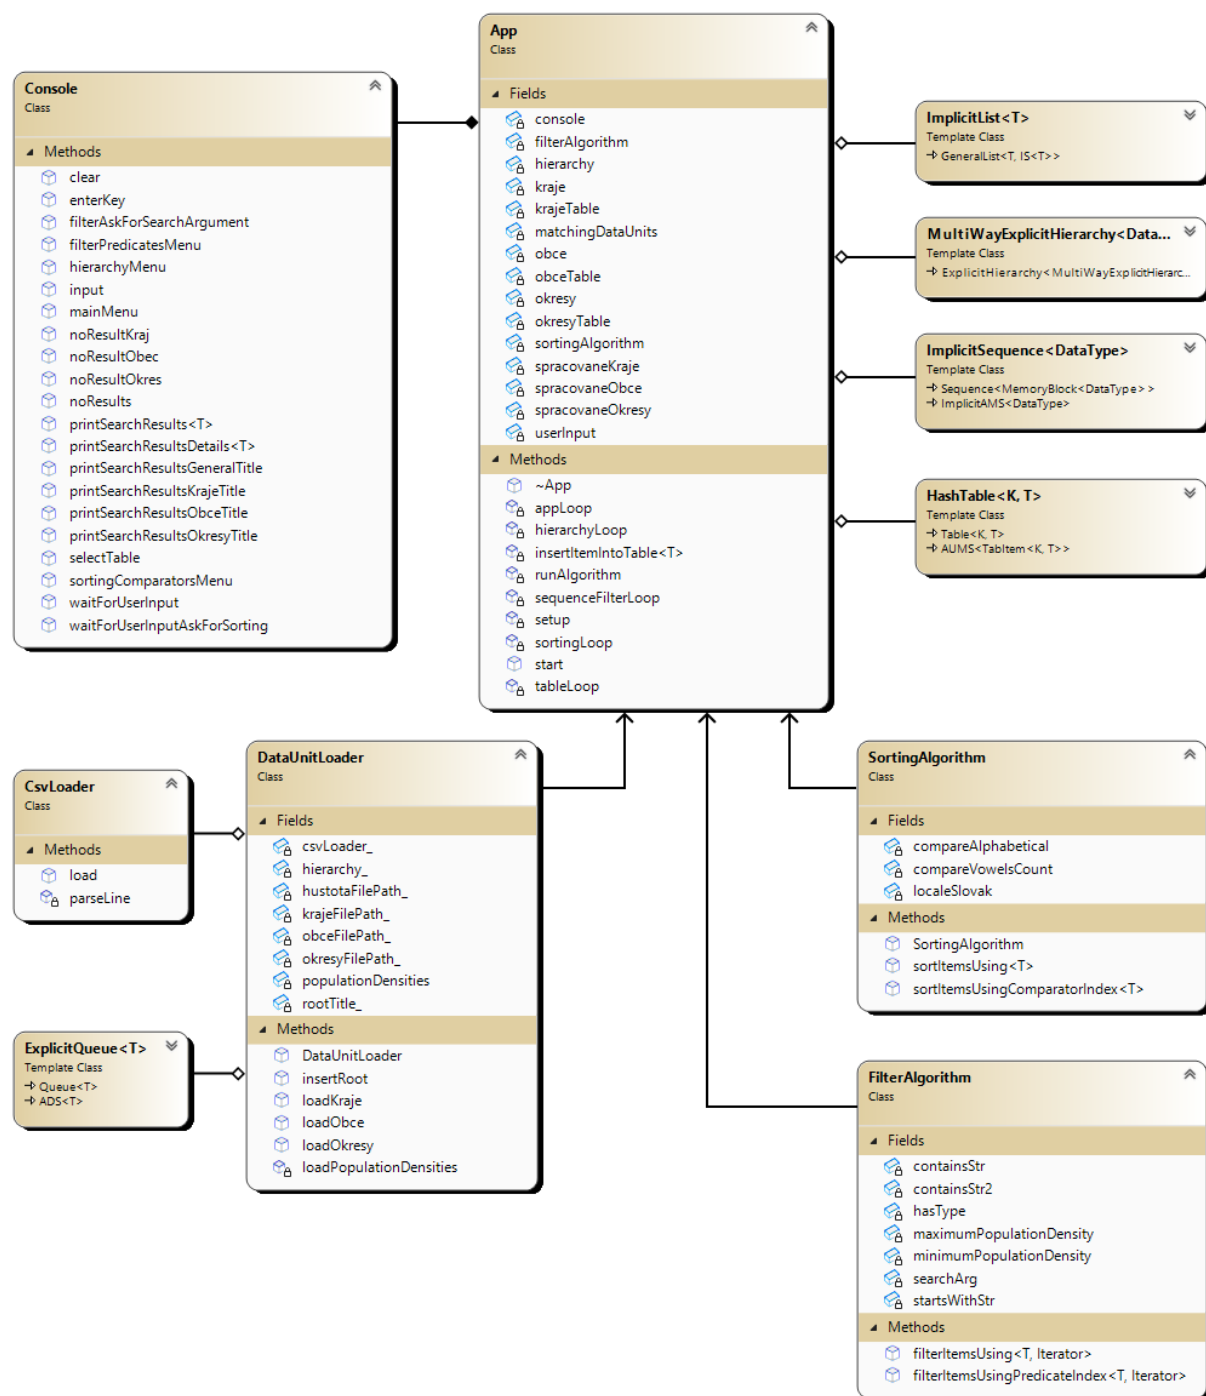 App
Class
Fields
console
filterAlgorithm
hierarchy
kraje
krajeTable
matchingDataUnits
obce
obceTable
okresy
okresyTable
sortingAlgorithm
spracovaneKraje
spracovaneObce
spracovaneOkresy
userInput
Methods
~App
appLoop
hierarchyLoop
insertItemIntoTable<T>
runAlgorithm
sequenceFilterLoop
setup
sortingLoop
start
tableLoop
Console
Class
Methods
clear
enterKey
filterAskForSearchArgument
filterPredicatesMenu
hierarchyMenu
input
mainMenu
noResultKraj
noResultObec
noResultOkres
noResults
printSearchResults<T>
printSearchResultsDetails<T>
printSearchResultsGeneralTitle
printSearchResultsKrajeTitle
printSearchResultsObceTitle
printSearchResultsOkresyTitle
selectTable
sortingComparatorsMenu
waitForUserInput
waitForUserInputAskForSorting
ImplicitList<T>
Template Class
GeneralList<T, IS<T>>
MultiWayExplicitHierarchy<Data...
Template Class
ExplicitHierarchy<MultiWayExplicitHierarc...
ImplicitSequence<DataType>
Template Class
Sequence<MemoryBlock<DataType>>
ImplicitAMS<DataType>
HashTable<K, T>
Template Class
Table<K, T>
AUMS<TabItem<K, T>>
DataUnitLoader
Class
Fields
csvLoader_
hierarchy_
hustotaFilePath_
krajeFilePath_
obceFilePath_
okresyFilePath_
populationDensities
rootTitle_
Methods
DataUnitLoader
insertRoot
loadKraje
loadObce
loadOkresy
loadPopulationDensities
CsvLoader
Class
Methods
load
parseLine
ExplicitQueue<T>
Template Class
Queue<T>
ADS<T>
SortingAlgorithm
Class
Fields
compareAlphabetical
compareVowelsCount
localeSlovak
Methods
SortingAlgorithm
sortItemsUsing<T>
sortItemsUsingComparatorIndex<T>
FilterAlgorithm
Class
Fields
containsStr
containsStr2
hasType
maximumPopulationDensity
minimumPopulationDensity
searchArg
startsWithStr
Methods
filterItemsUsing<T, Iterator>
filterItemsUsingPredicateIndex<T, Iterator>